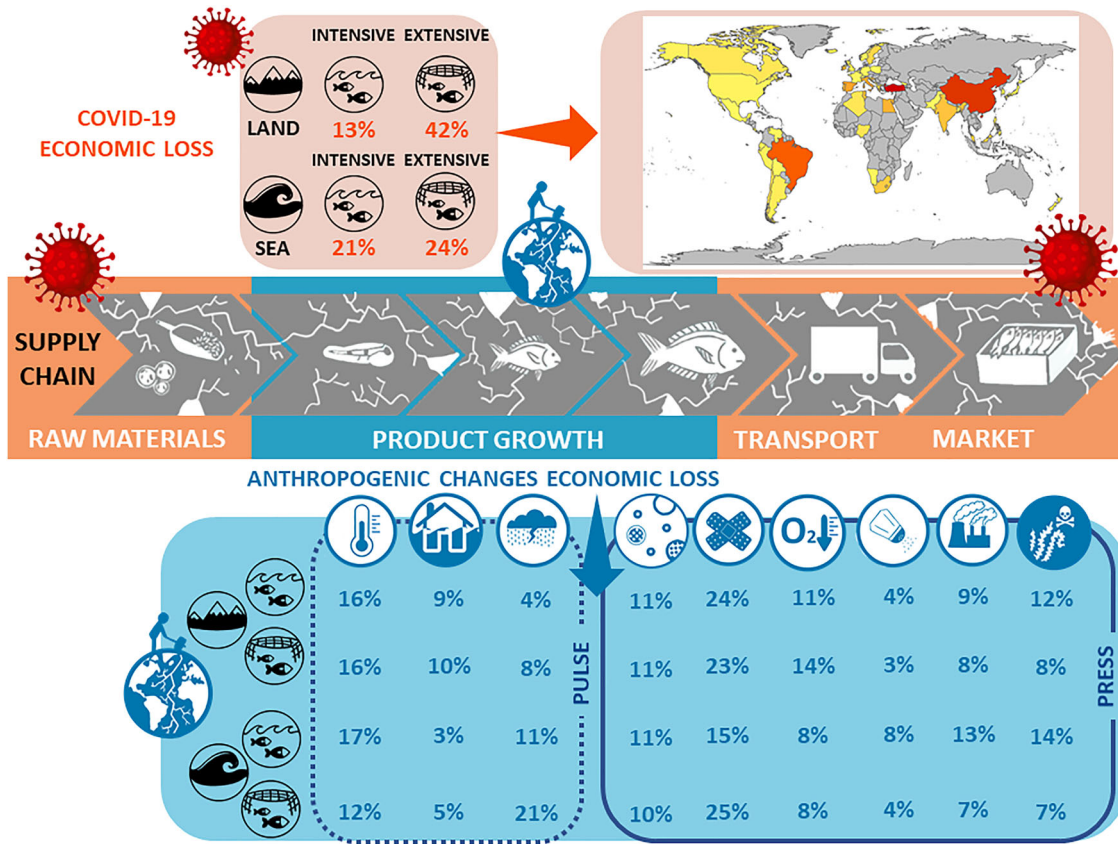 INTENSIVE EXTENSIVE
COVID-19
ECONOMIC LOSS
LAND 13% 42%
INTENSIVE EXTENSIVE
SEA 21% 24%
SUPPLY
CHAIN
RAW MATERIALS PRODUCT GROWTH TRANSPORT MARKET
ANTHROPOGENIC CHANGES ECONOMIC LOSS
O₂
16% 9% 4% 11% 24% 11% 4% 9% 12%
16% 10% 8% 11% 23% 14% 3% 8% 8%
17% 3% 11% 11% 15% 8% 8% 13% 14%
12% 5% 21% 10% 25% 8% 4% 7% 7%
PULSE
PRESS